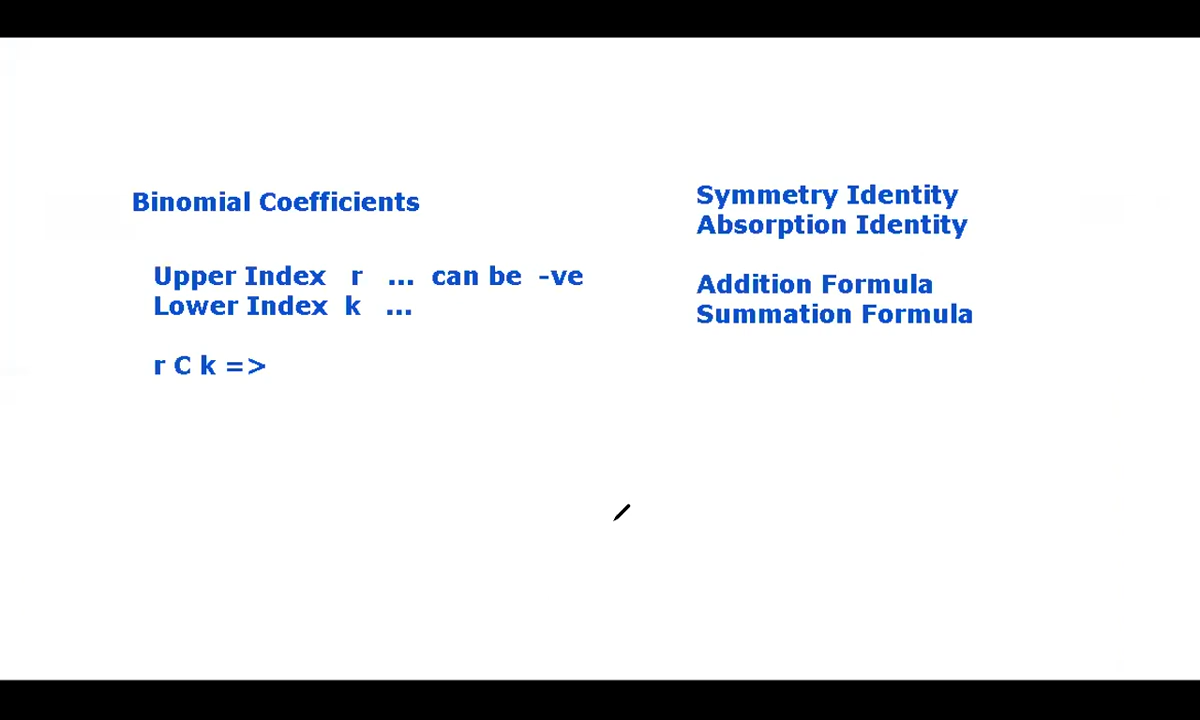 Binomial Coefficients
Upper Index r ... can be -ve
Lower Index k ...
r C k =>
Symmetry Identity
Absorption Identity
Addition Formula
Summation Formula